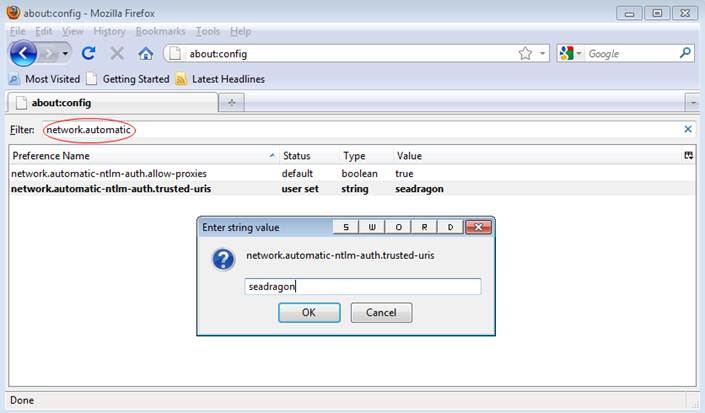 about:config - Mozilla Firefox
File Edit View History Bookmarks Tools Help
about:config Google
Most Visited Getting Started Latest Headlines
about:config
Filter: network.automatic
Preference Name Status Type Value
network.automatic-ntlm-auth.allow-proxies default boolean true
network.automatic-ntlm-auth.trusted-uris user set string seadragon
Enter string value S W O R D
network.automatic-ntlm-auth.trusted-uris
seadragon
OK Cancel
Done